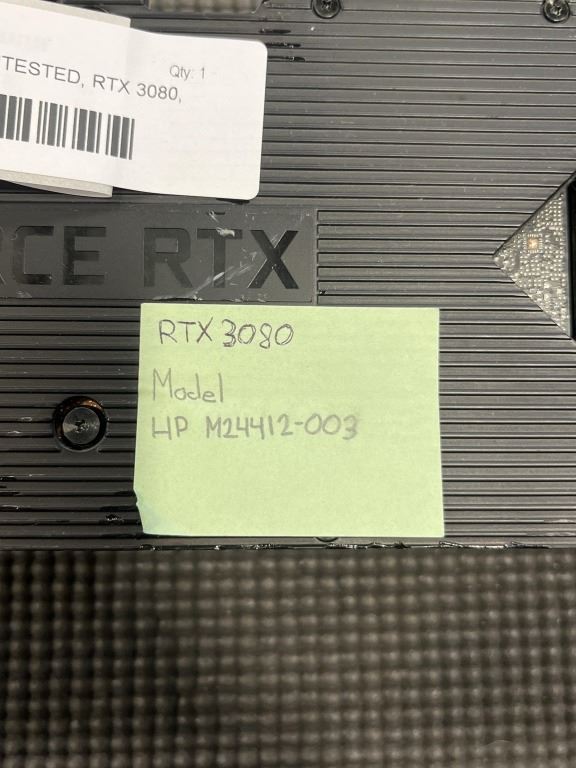 Qty: 1
TESTED, RTX 3080,
RCE RTX
RTX 3080
Model
HP M24412-003